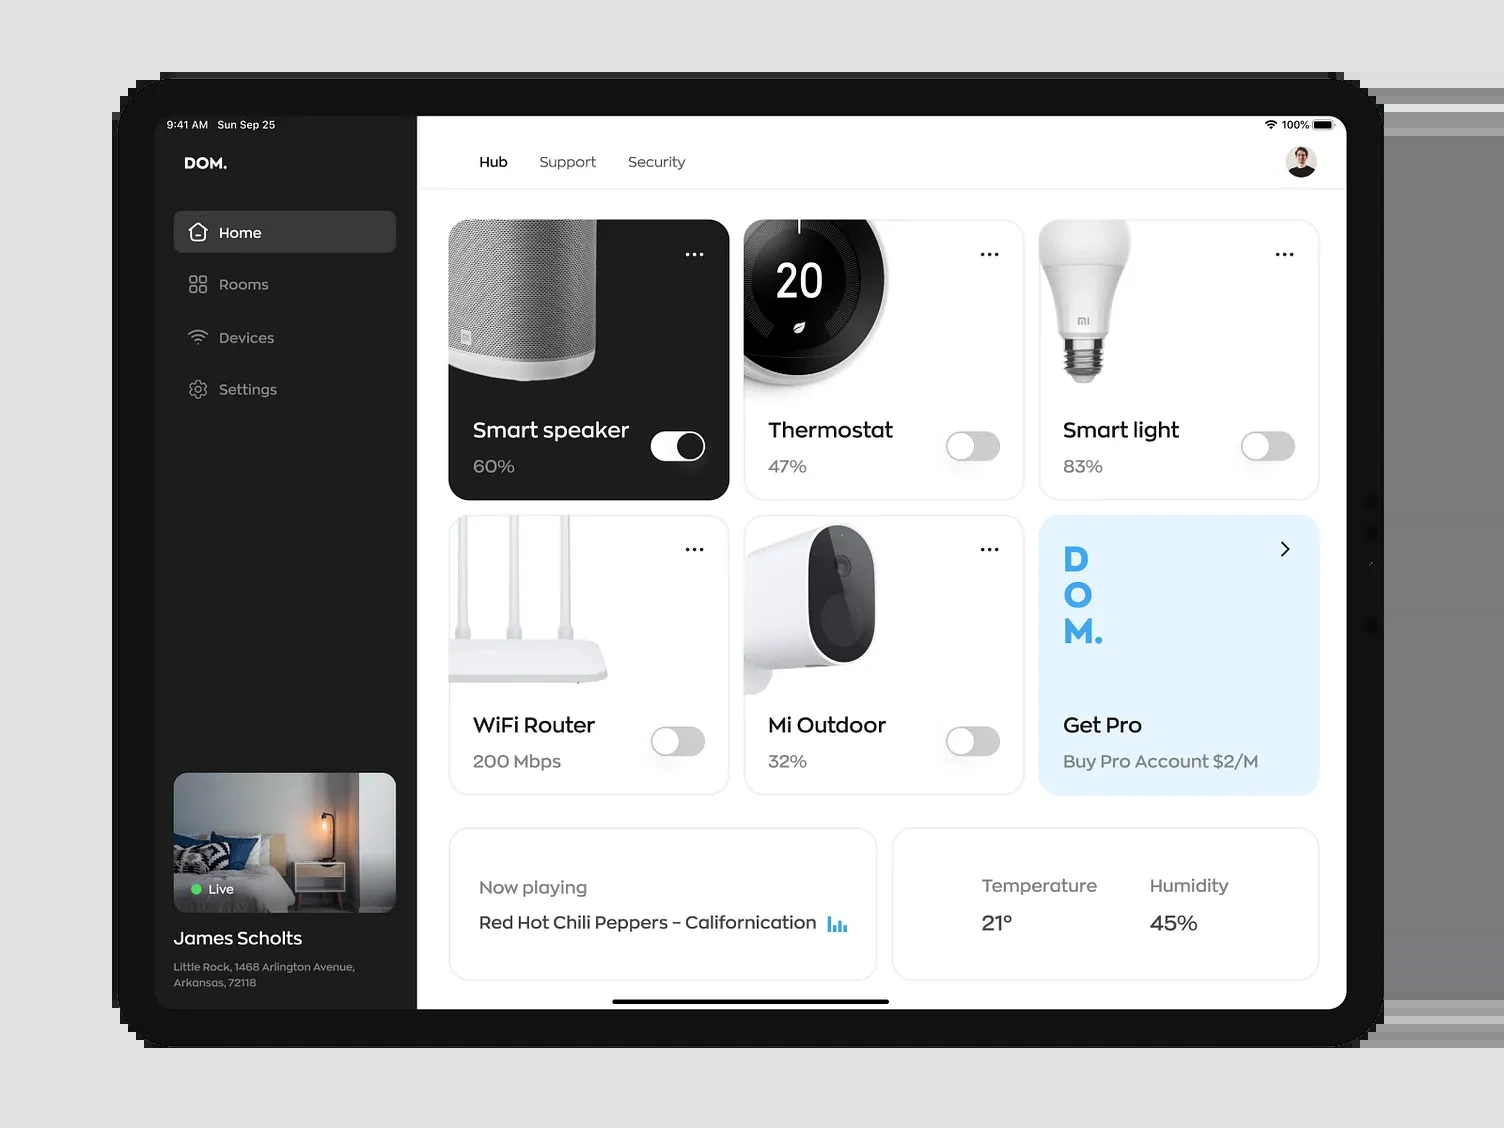 9:41 AM Sun Sep 25
100%
DOM.
Hub Support Security
Home
Rooms
Devices
Settings
Live
James Scholts
Little Rock, 1468 Arlington Avenue,
Arkansas, 72118
mi
Smart speaker
60%
20
Thermostat
47%
mi
Smart light
83%
WiFi Router
200 Mbps
Mi Outdoor
32%
D
O
M.
Get Pro
Buy Pro Account $2/M
Now playing
Red Hot Chili Peppers - Californication
Temperature
21°
Humidity
45%